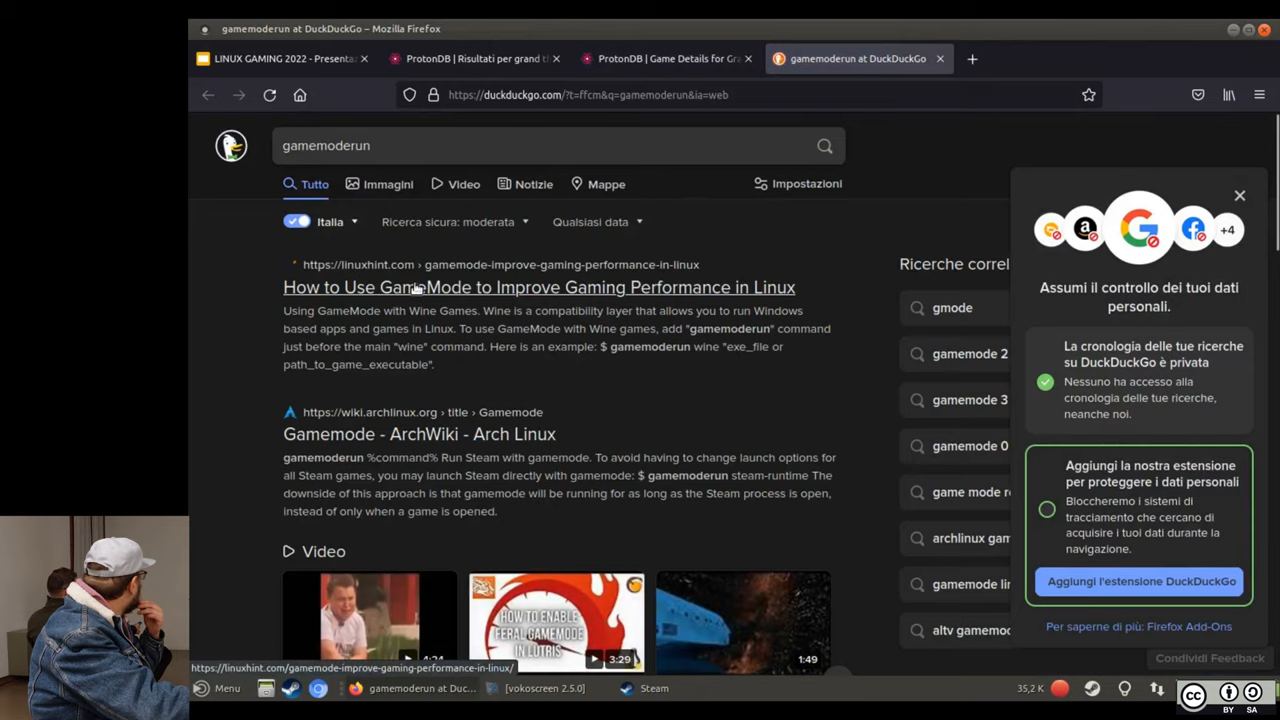 gamemoderun at DuckDuckGo — Mozilla Firefox
LINUX GAMING 2022 - Presenta
ProtonDB | Risultati per grand t
ProtonDB | Game Details for Gra
gamemoderun at DuckDuckGo
https://duckduckgo.com/?t=ffcm&q=gamemoderun&ia=web
gamemoderun
Tutto
Immagini
Video
Notizie
Mappe
Impostazioni
Italia
Ricerca sicura: moderata
Qualsiasi data
https://linuxhint.com › gamemode-improve-gaming-performance-in-linux
How to Use GameMode to Improve Gaming Performance in Linux
Using GameMode with Wine Games. Wine is a compatibility layer that allows you to run Windows
based apps and games in Linux. To use GameMode with Wine games, add "gamemoderun" command
just before the main "wine" command. Here is an example: $ gamemoderun wine "exe_file or
path_to_game_executable".
https://wiki.archlinux.org › title › Gamemode
Gamemode - ArchWiki - Arch Linux
gamemoderun %command% Run Steam with gamemode. To avoid having to change launch options for
all Steam games, you may launch Steam directly with gamemode: $ gamemoderun steam-runtime The
downside of this approach is that gamemode will be running for as long as the Steam process is open,
instead of only when a game is opened.
Video
HOW TO ENABLE
FERAL GAMEMODE
IN LUTRIS
4:24
3:29
1:49
Ricerche correl
gmode
gamemode 2
gamemode 3
gamemode 0
game mode re
archlinux gam
gamemode lin
altv gamemod
+4
Assumi il controllo dei tuoi dati
personali.
La cronologia delle tue ricerche
su DuckDuckGo è privata
Nessuno ha accesso alla
cronologia delle tue ricerche,
neanche noi.
Aggiungi la nostra estensione
per proteggere i dati personali
Bloccheremo i sistemi di
tracciamento che cercano di
acquisire i tuoi dati durante la
navigazione.
Aggiungi l'estensione DuckDuckGo
Per saperne di più: Firefox Add-Ons
Condividi Feedback
https://linuxhint.com/gamemode-improve-gaming-performance-in-linux/
Menu
gamemoderun at Duc...
[vokoscreen 2.5.0]
Steam
35,2 K
CC
BY SA